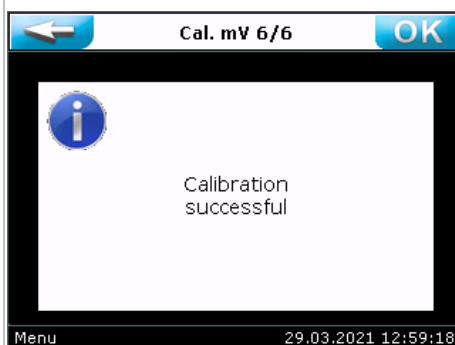 Cal. mV 6/6 OK
Calibration
successful
Menu 29.03.2021 12:59:18